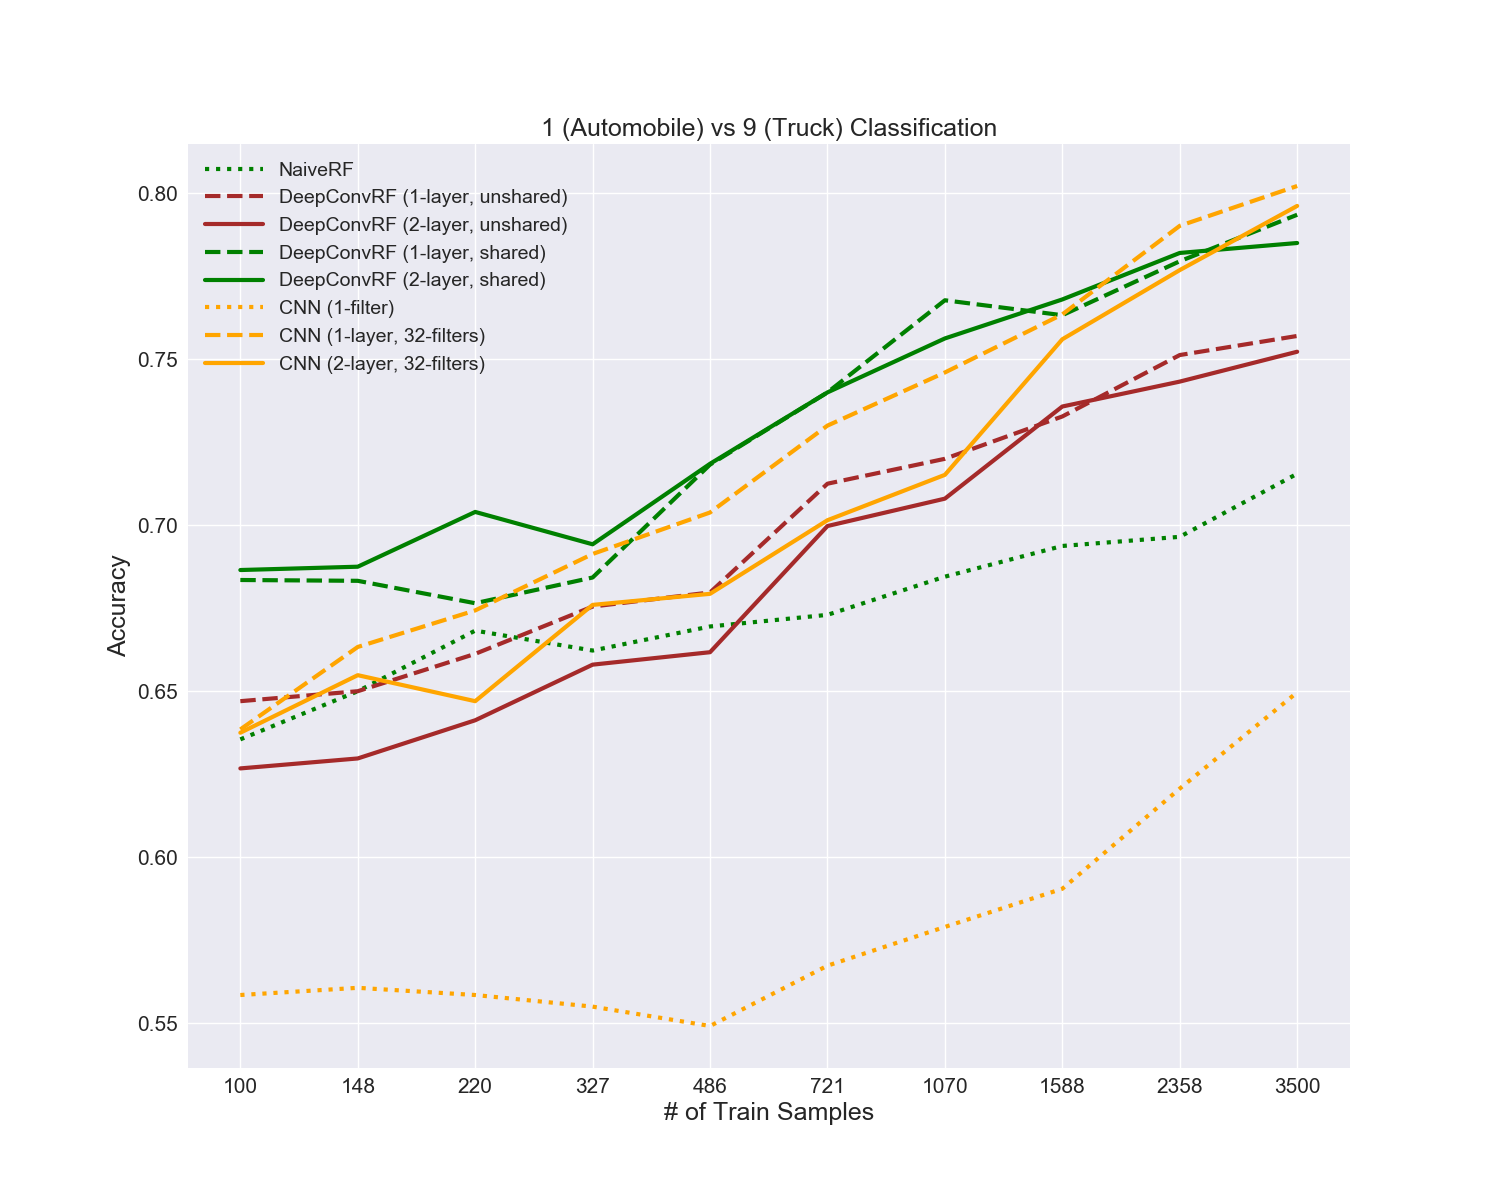 1 (Automobile) vs 9 (Truck) Classification
NaiveRF
DeepConvRF (1-layer, unshared)
DeepConvRF (2-layer, unshared)
DeepConvRF (1-layer, shared)
DeepConvRF (2-layer, shared)
CNN (1-filter)
CNN (1-layer, 32-filters)
CNN (2-layer, 32-filters)
Accuracy
0.80
0.75
0.70
0.65
0.60
0.55
100 148 220 327 486 721 1070 1588 2358 3500
# of Train Samples